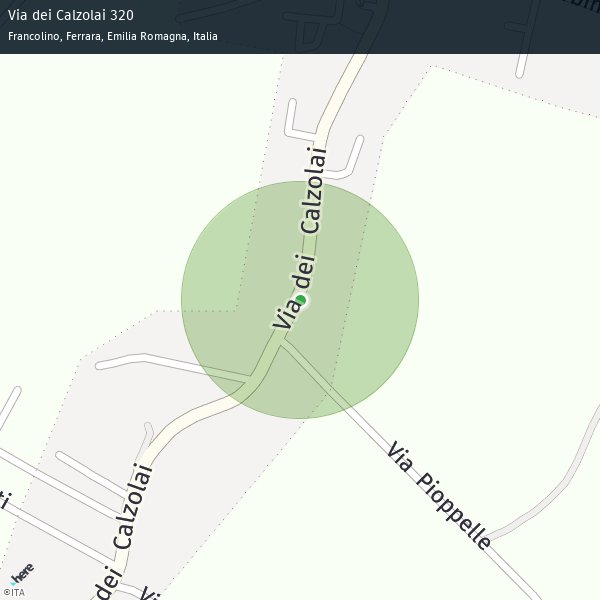 Via dei Calzolai 320
Francolino, Ferrara, Emilia Romagna, Italia
Via dei Calzolai
Via Pioppelle
dei Calzolai
here
©ITA